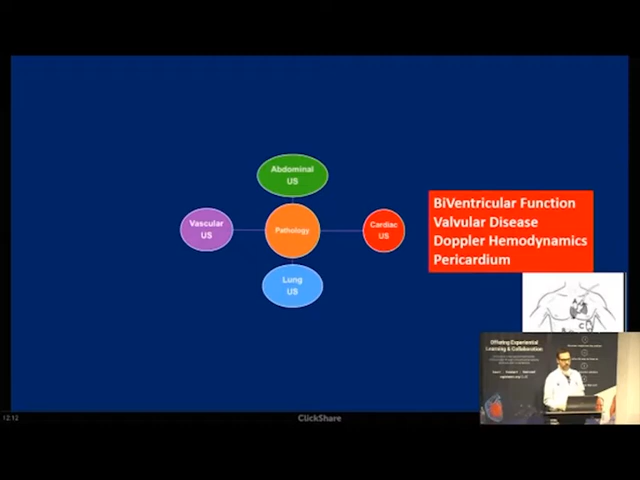 Abdominal
US
Vascular
US
Pathology
Cardiac
US
Lung
US
BiVentricular Function
Valvular Disease
Doppler Hemodynamics
Pericardium
Offering Experiential
Learning & Collaboration
12:12
ClickShare